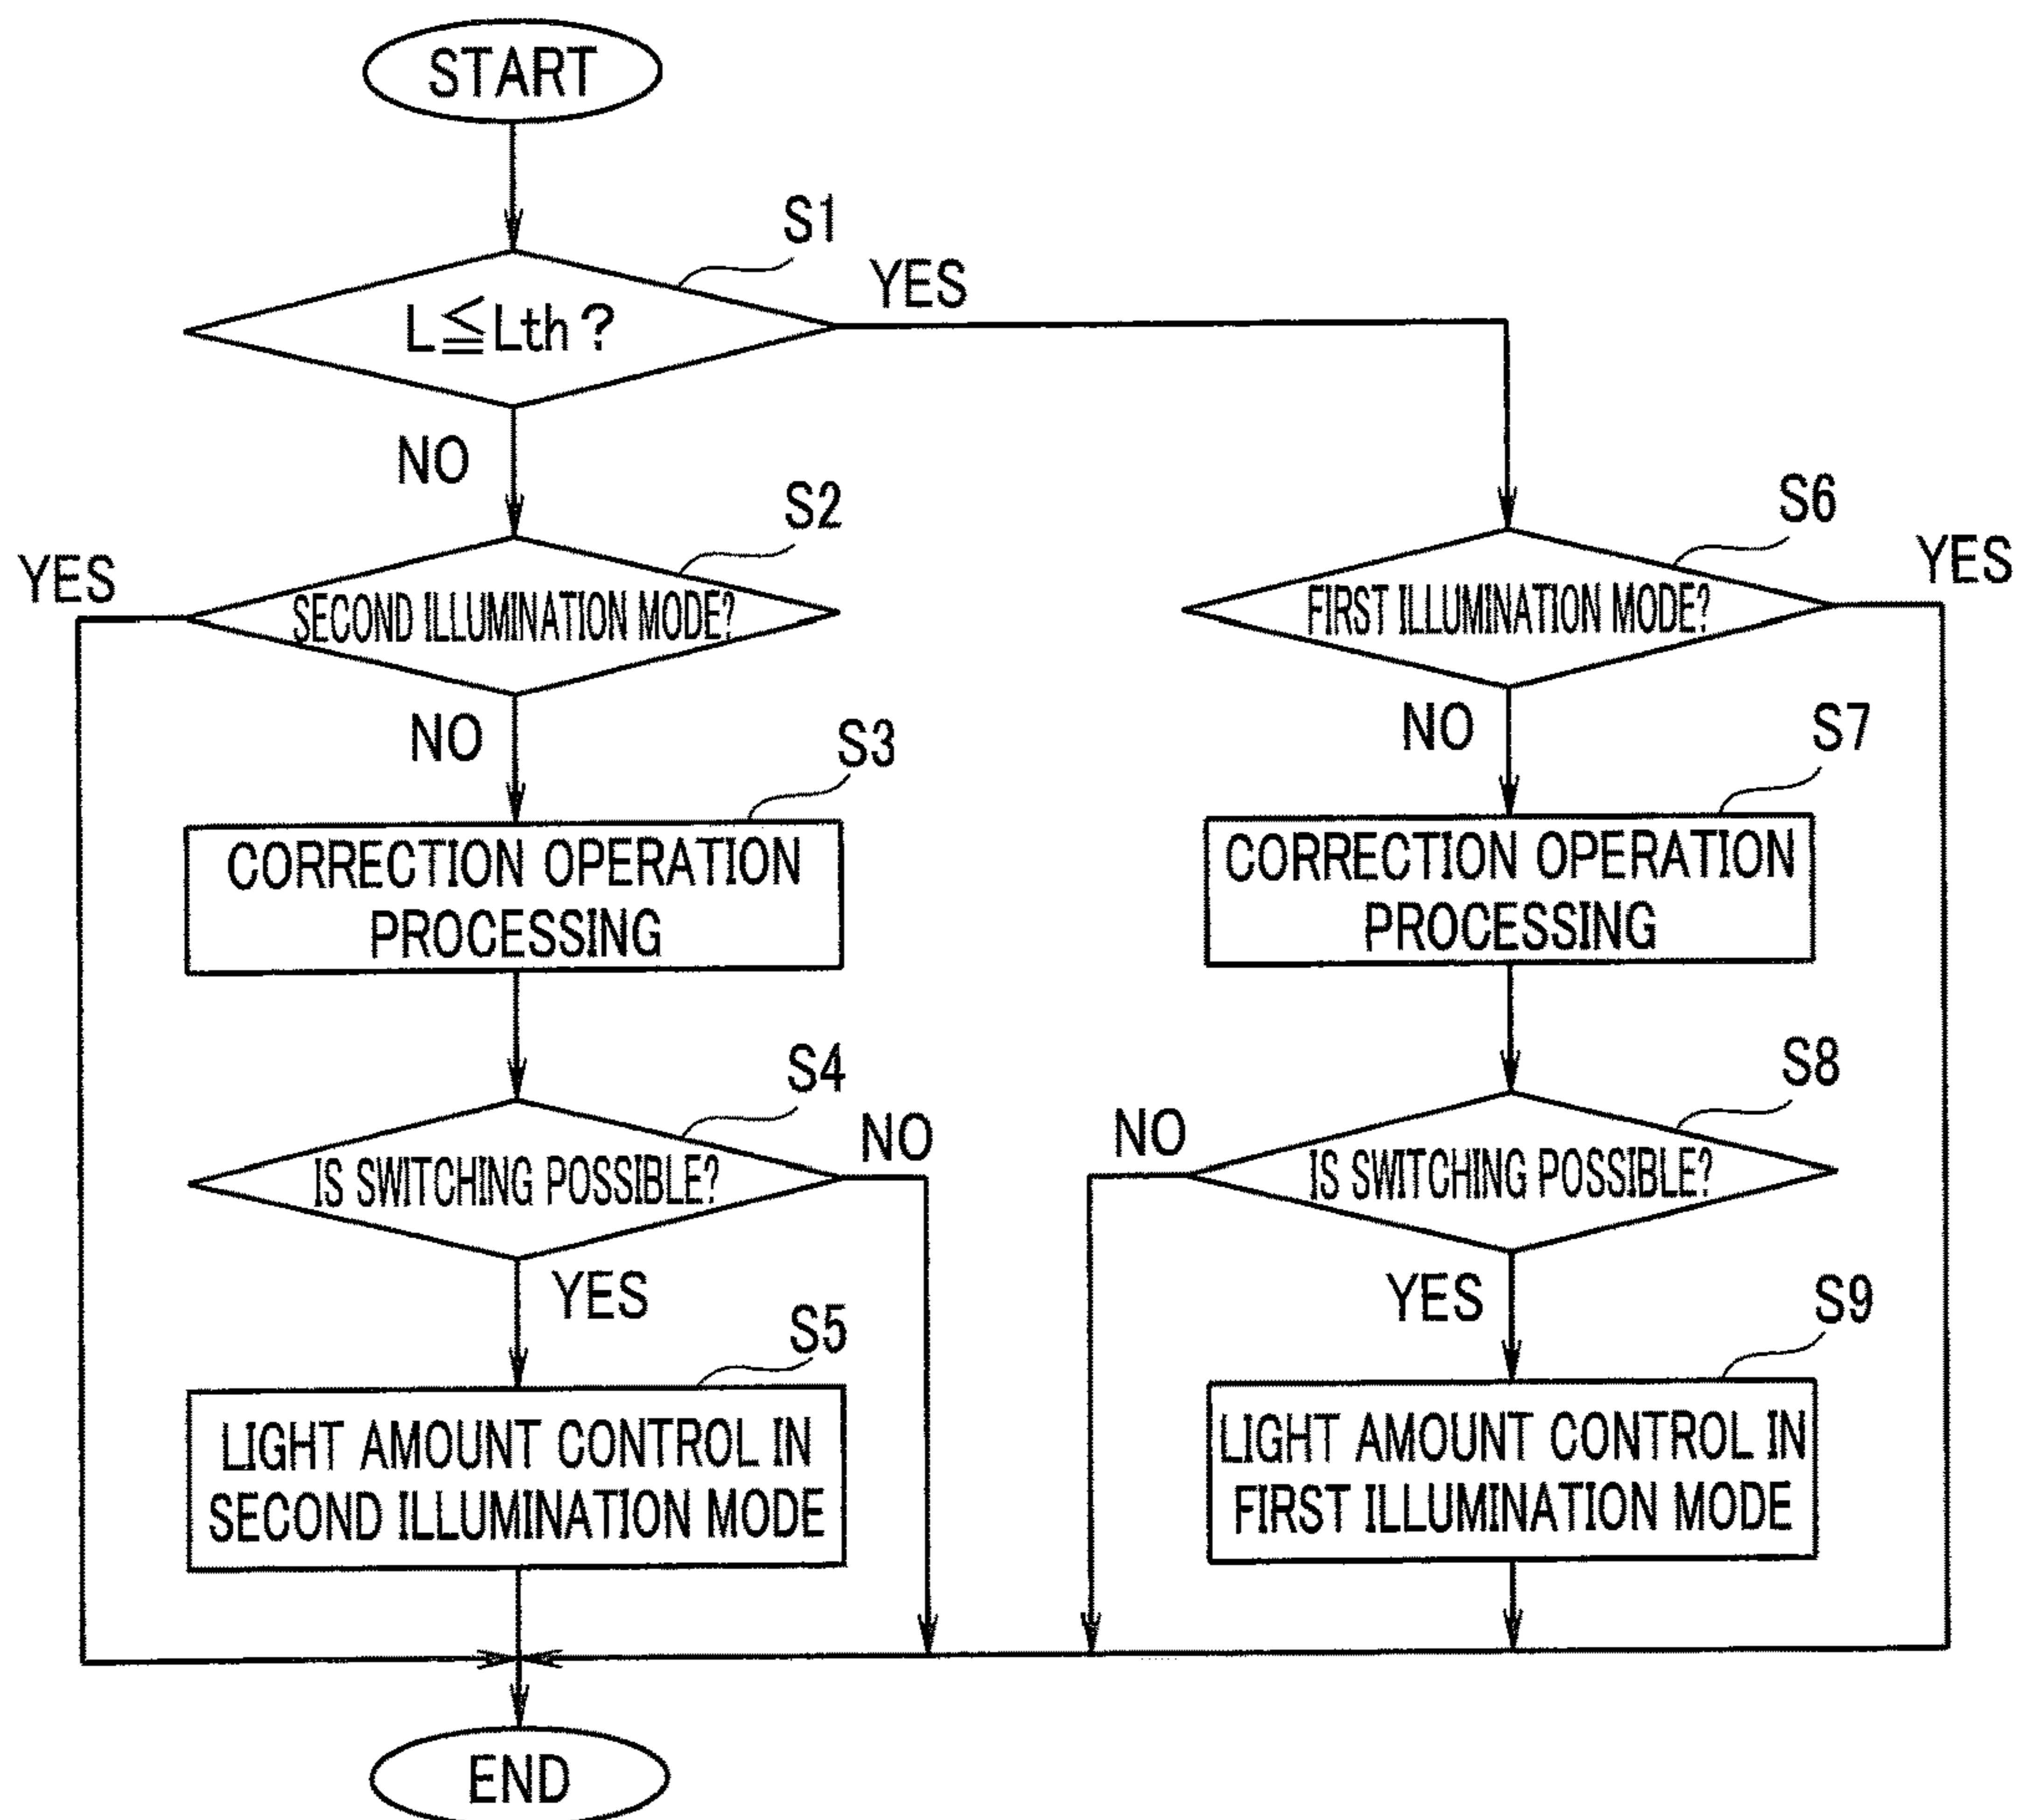 START
S1
L≦Lth?
YES
NO
S2
YES
SECOND ILLUMINATION MODE?
NO
S3
CORRECTION OPERATION
PROCESSING
S4
IS SWITCHING POSSIBLE?
NO
YES
S5
LIGHT AMOUNT CONTROL IN
SECOND ILLUMINATION MODE
S6
YES
FIRST ILLUMINATION MODE?
NO
S7
CORRECTION OPERATION
PROCESSING
S8
NO
IS SWITCHING POSSIBLE?
YES
S9
LIGHT AMOUNT CONTROL IN
FIRST ILLUMINATION MODE
END